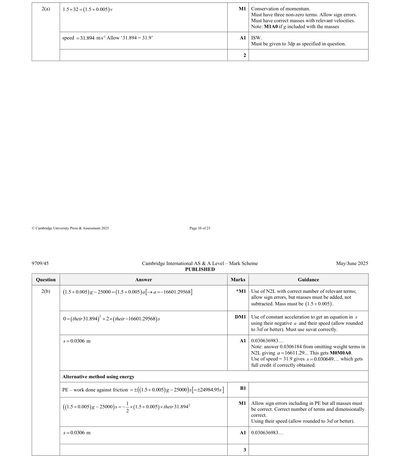 2(a)
1.5×32 = (1.5+0.005)v
M1
Conservation of momentum.
Must have three non-zero terms. Allow sign errors.
Must have correct masses with relevant velocities.
Note: M1A0 if g included with the masses
speed = 31.894 ms⁻¹ Allow '31.894 = 31.9'
A1
ISW.
Must be given to 3dp as specified in question.
2
© Cambridge University Press & Assessment 2025
Page 16 of 21
9709/45
Cambridge International AS & A Level – Mark Scheme
PUBLISHED
May/June 2025
Question
Answer
Marks
Guidance
2(b)
(1.5+0.005)g − 25000 = (1.5+0.005)a [→ a = −16601.29568]
*M1
Use of N2L with correct number of relevant terms;
allow sign errors, but masses must be added, not
subtracted. Mass must be (1.5+0.005).
0 = (their 31.894)² + 2×(their −16601.29568)s
DM1
Use of constant acceleration to get an equation in s
using their negative a and their speed (allow rounded
to 3sf or better). Must use suvat correctly.
s = 0.0306 m
A1
0.030636983…
Note: answer 0.0306184 from omitting weight terms in
N2L giving a = 16611.29... This gets M0M0A0.
Use of speed = 31.9 gives s = 0.030649… which gets
full credit if correctly obtained.
Alternative method using energy
PE – work done against friction = ±((1.5+0.005)g − 25000)s [= ±24984.95s]
B1
((1.5+0.005)g − 25000)s = −1/2 × (1.5+0.005) × their 31.894²
M1
Allow sign errors including in PE but all masses must
be correct. Correct number of terms and dimensionally
correct.
Using their speed (allow rounded to 3sf or better).
s = 0.0306 m
A1
0.030636983…
3